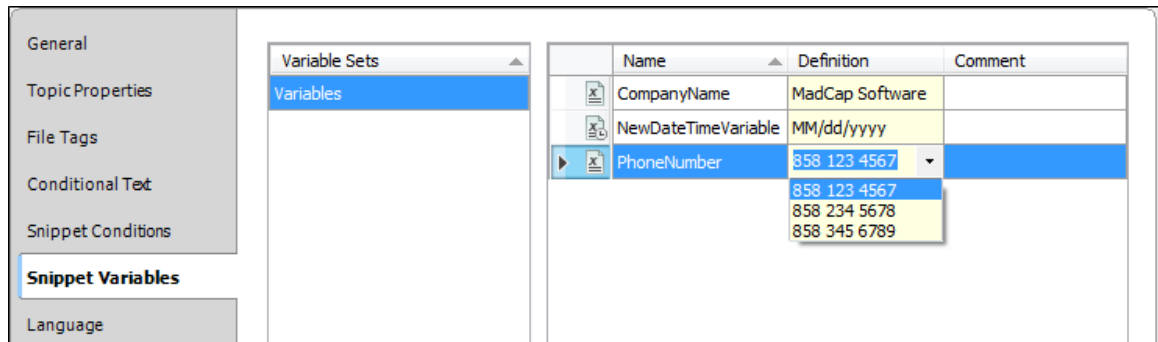 General
Topic Properties
File Tags
Conditional Text
Snippet Conditions
Snippet Variables
Language
Variable Sets
Variables
Name Definition Comment
CompanyName MadCap Software
NewDateTimeVariable MM/dd/yyyy
PhoneNumber 858 123 4567
858 123 4567
858 234 5678
858 345 6789